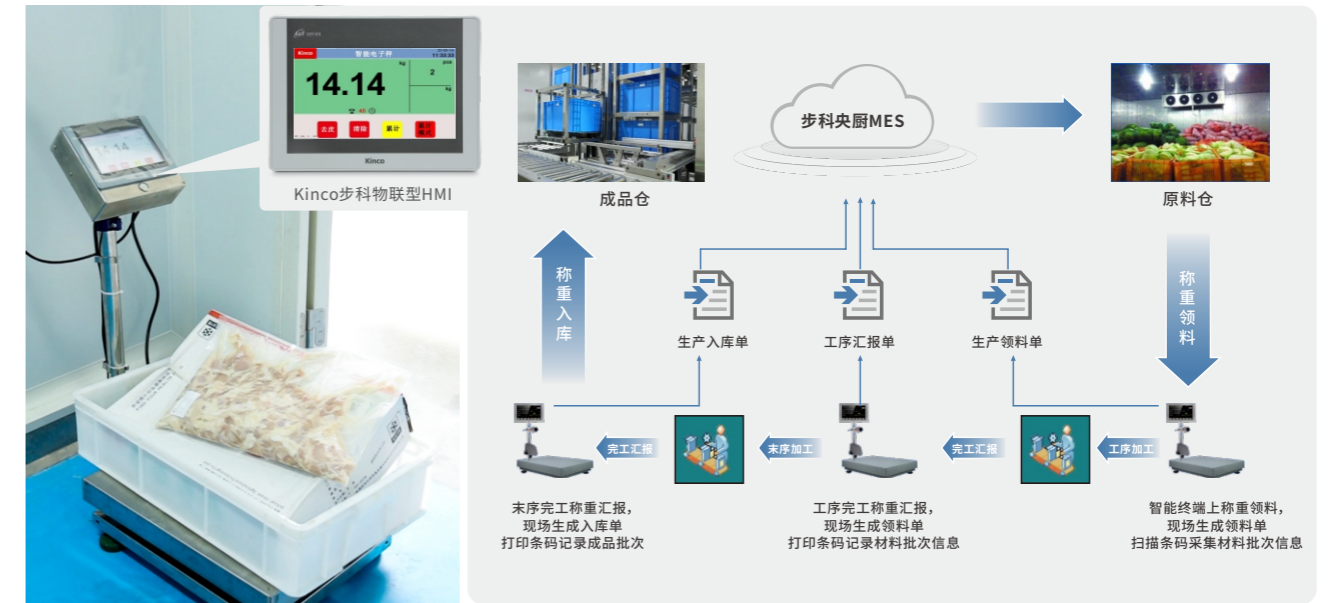 Kinco
智能电子秤
11:33:33
kg
14.14
2
kg
去皮
清除
累计
累计
模式
Kinco
Kinco步科物联型HMI
成品仓
步科央厨MES
原料仓
称重入库
称重领料
生产入库单
工序汇报单
生产领料单
完工汇报
末序加工
完工汇报
工序加工
末序完工称重汇报，
现场生成入库单
打印条码记录成品批次
工序完工称重汇报，
现场生成领料单
打印条码记录材料批次信息
智能终端上称重领料，
现场生成领料单
扫描条码采集材料批次信息